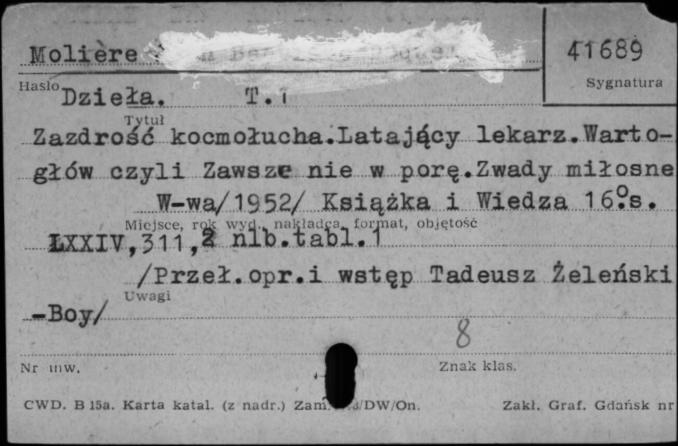 Molière
41689
Sygnatura
Hasło
Dzieła. T.1
Tytuł
Zazdrość kocmołucha.Latający lekarz.Warto-
głów czyli Zawsze nie w porę.Zwady miłosne
W-wa/1952/ Książka i Wiedza 16°s.
Miejsce, rok wyd., nakładca, format, objętość
LXXIV,311,2 nlb.tabl.1
/Przeł.opr.i wstęp Tadeusz Żeleński
Uwagi
-Boy/
8
Nr inw.
Znak klas.
CWD. B 15a. Karta katal. (z nadr.) /DW/On.
Zakł. Graf. Gdańsk nr